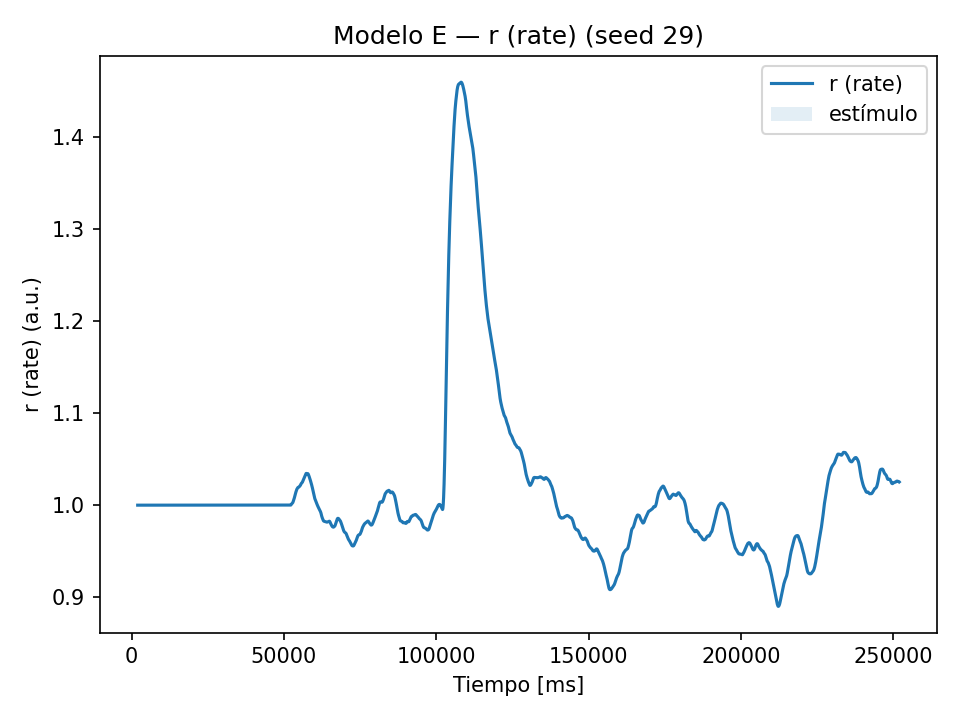 Modelo E — r (rate) (seed 29)
r (rate)
estímulo
1.4
1.3
1.2
1.1
1.0
0.9
r (rate) (a.u.)
0
50000
100000
150000
200000
250000
Tiempo [ms]